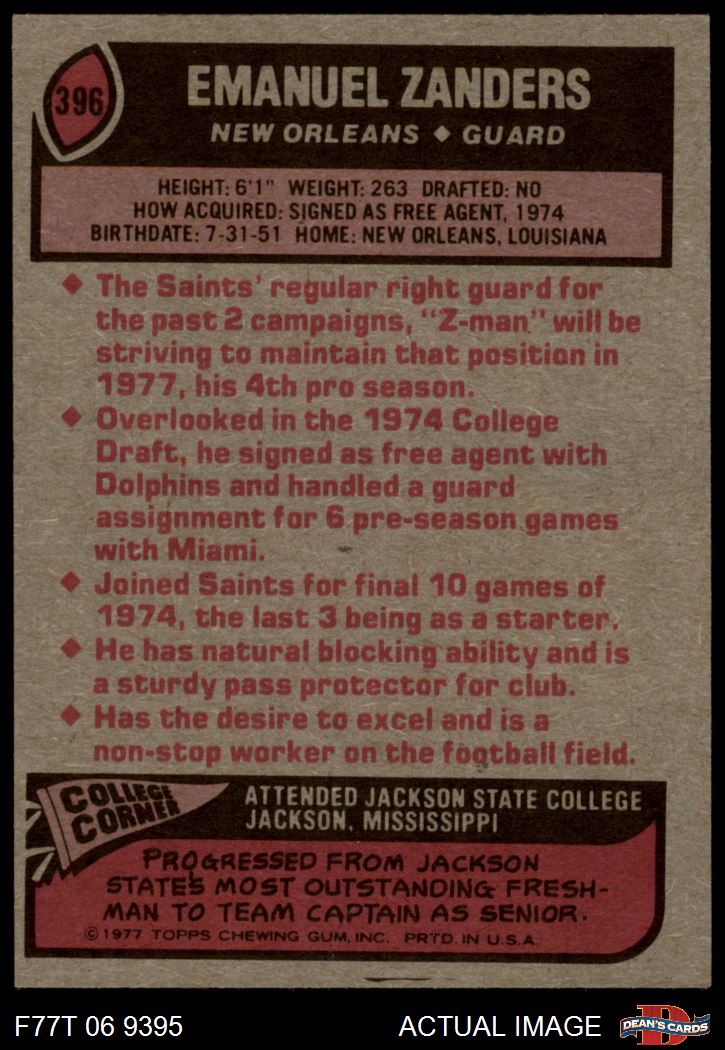 396
EMANUEL ZANDERS
NEW ORLEANS ◆ GUARD
HEIGHT: 6'1" WEIGHT: 263 DRAFTED: NO
HOW ACQUIRED: SIGNED AS FREE AGENT, 1974
BIRTHDATE: 7-31-51 HOME: NEW ORLEANS, LOUISIANA
◆ The Saints' regular right guard for
the past 2 campaigns, "Z-man" will be
striving to maintain that position in
1977, his 4th pro season.
◆ Overlooked in the 1974 College
Draft, he signed as free agent with
Dolphins and handled a guard
assignment for 6 pre-season games
with Miami.
◆ Joined Saints for final 10 games of
1974, the last 3 being as a starter.
◆ He has natural blocking ability and is
a sturdy pass protector for club.
◆ Has the desire to excel and is a
non-stop worker on the football field.
COLLEGE
CORNER
ATTENDED JACKSON STATE COLLEGE
JACKSON, MISSISSIPPI
PROGRESSED FROM JACKSON
STATE'S MOST OUTSTANDING FRESH-
MAN TO TEAM CAPTAIN AS SENIOR.
© 1977 TOPPS CHEWING GUM, INC. PRTD. IN U.S.A.
F77T 06 9395
ACTUAL IMAGE
D
DEAN'S CARDS